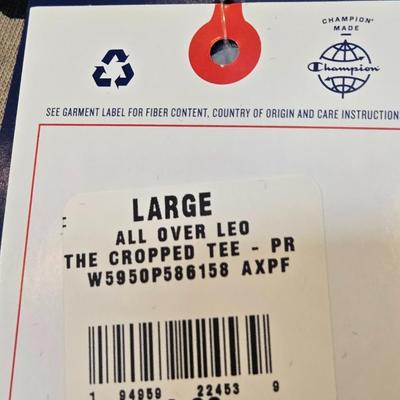 CHAMPION®
MADE
Champion
SEE GARMENT LABEL FOR FIBER CONTENT, COUNTRY OF ORIGIN AND CARE INSTRUCTIONS
LARGE
ALL OVER LEO
THE CROPPED TEE - PR
W5950P586158 AXPF
1 94959 22453 9